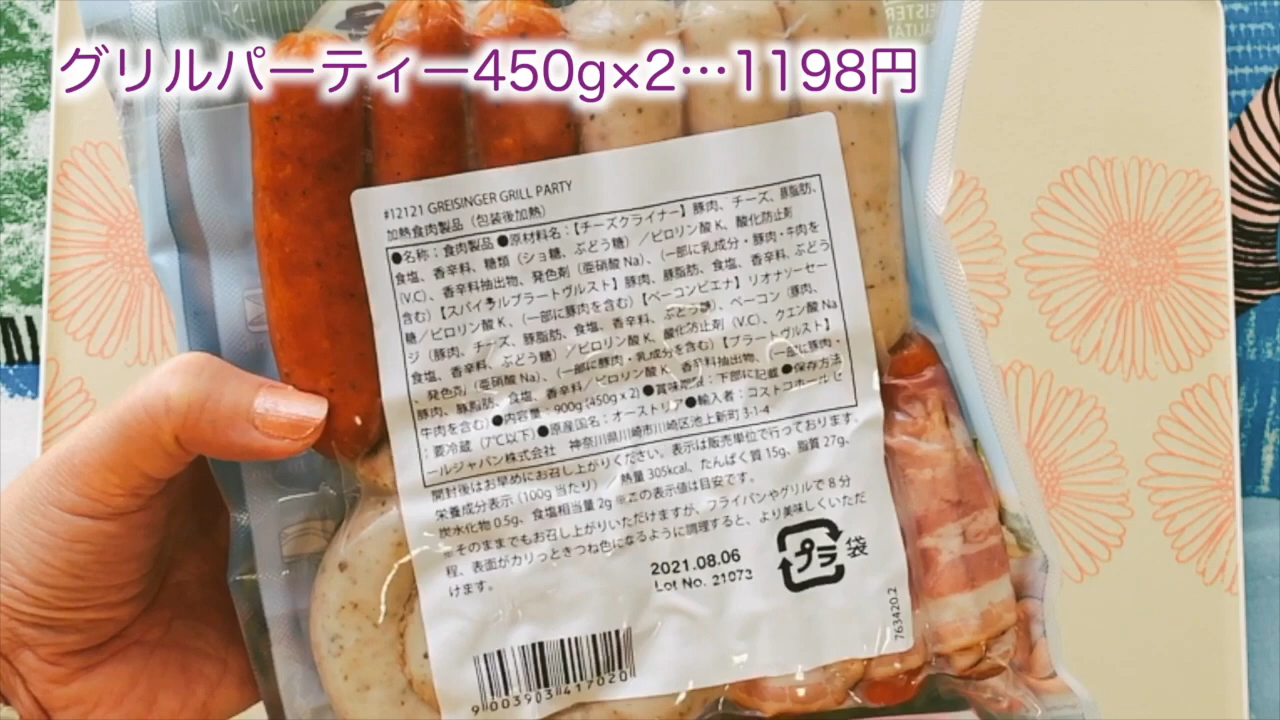 グリルパーティー450g×2…1198円
#12121 GREISINGER GRILL PARTY
加熱食肉製品（包装後加熱）
●名称：食肉製品 ●原材料名：【チーズクライナー】豚肉、チーズ、豚脂肪、
食塩、香辛料、糖類（ショ糖、ぶどう糖）／ピロリン酸K、酸化防止剤
(V.C)、香辛料抽出物、発色剤（亜硝酸Na)、（一部に乳成分・豚肉・牛肉を
含む）【スパイラルブラートヴルスト】豚肉、豚脂肪、食塩、香辛料、ぶどう
糖／ピロリン酸K、（一部に豚肉を含む）【ベーコンビエナ】リオナソーセー
ジ（豚肉、チーズ、豚脂肪、食塩、香辛料、ぶどう糖）、ベーコン（豚肉、
食塩、香辛料、ぶどう糖）／ピロリン酸K、酸化防止剤（V.C)、クエン酸Na
、発色剤（亜硝酸Na)、（一部に豚肉・乳成分を含む）【ブラートヴルスト】
豚肉、豚脂肪、食塩、香辛料／ピロリン酸K、香辛料抽出物、（一部に豚肉・
牛肉を含む）●内容量：900g (450g x 2) ●賞味期限：下部に記載 ●保存方法
：要冷蔵（7℃以下）●原産国名：オーストリア●輸入者：コストコホールセ
ールジャパン株式会社 神奈川県川崎市川崎区池上新町3-1-4
開封後はお早めにお召し上がりください。表示は販売単位で行っております。
栄養成分表示（100g 当たり）／熱量 305kcal、たんぱく質 15g、脂質 27g、
炭水化物 0.5g、食塩相当量 2g ※この表示値は目安です。
＝そのままでもお召し上がりいただけますが、フライパンやグリルで8分
程、表面がカリっときつね色になるように調理すると、より美味しくいただ
けます。
2021.08.06
Lot No. 21073
プラ
袋
763420.2
9003903417020